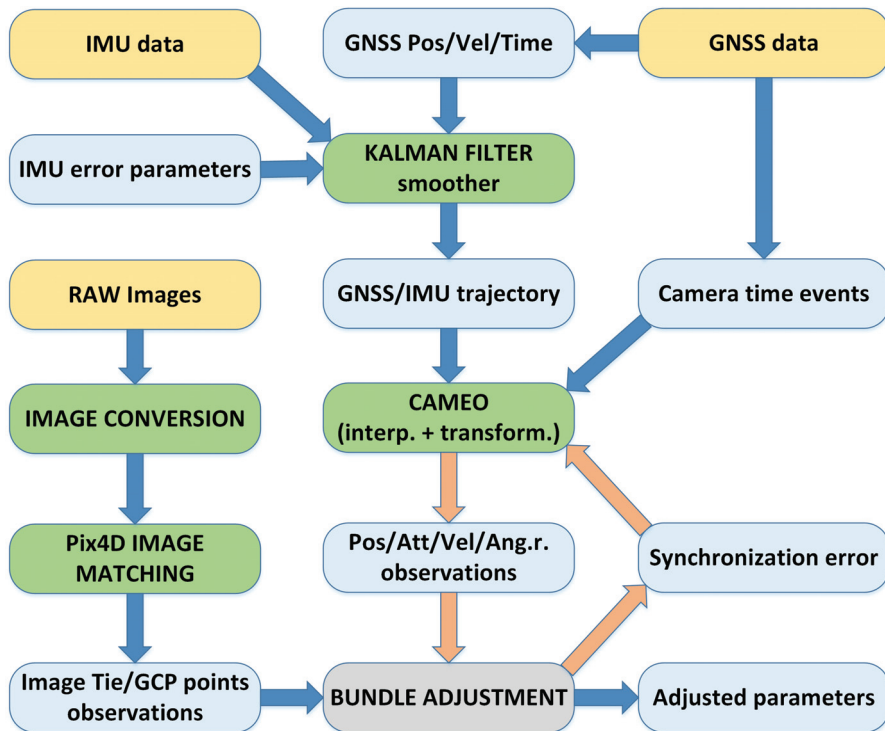 IMU data
GNSS Pos/Vel/Time
GNSS data
IMU error parameters
KALMAN FILTER
smoother
RAW Images
GNSS/IMU trajectory
Camera time events
IMAGE CONVERSION
CAMEO
(interp. + transform.)
Pix4D IMAGE
MATCHING
Pos/Att/Vel/Ang.r.
observations
Synchronization error
Image Tie/GCP points
observations
BUNDLE ADJUSTMENT
Adjusted parameters